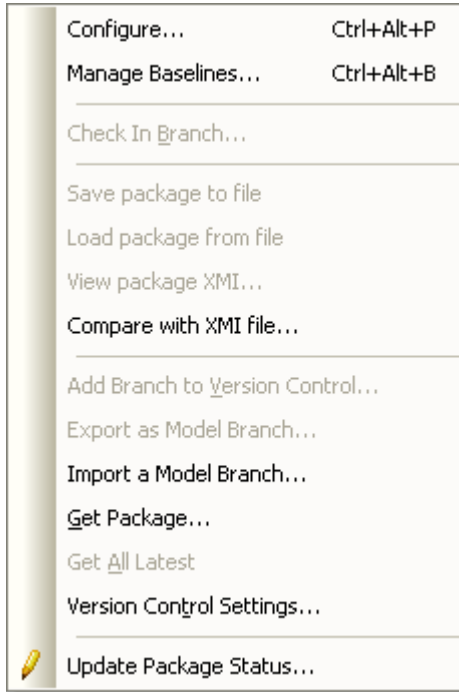 Configure... Ctrl+Alt+P
Manage Baselines... Ctrl+Alt+B
Check In Branch...
Save package to file
Load package from file
View package XMI...
Compare with XMI file...
Add Branch to Version Control...
Export as Model Branch...
Import a Model Branch...
Get Package...
Get All Latest
Version Control Settings...
Update Package Status...